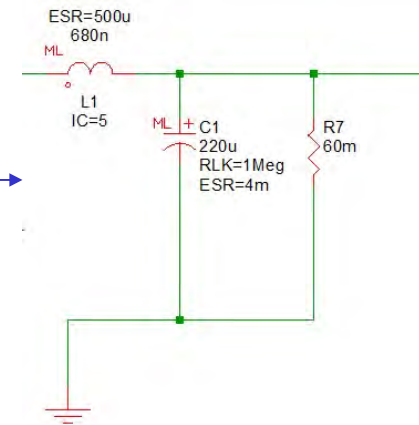 ESR=500u
680n
ML
L1
IC=5
ML + C1
220u
RLK=1Meg
ESR=4m
R7
60m